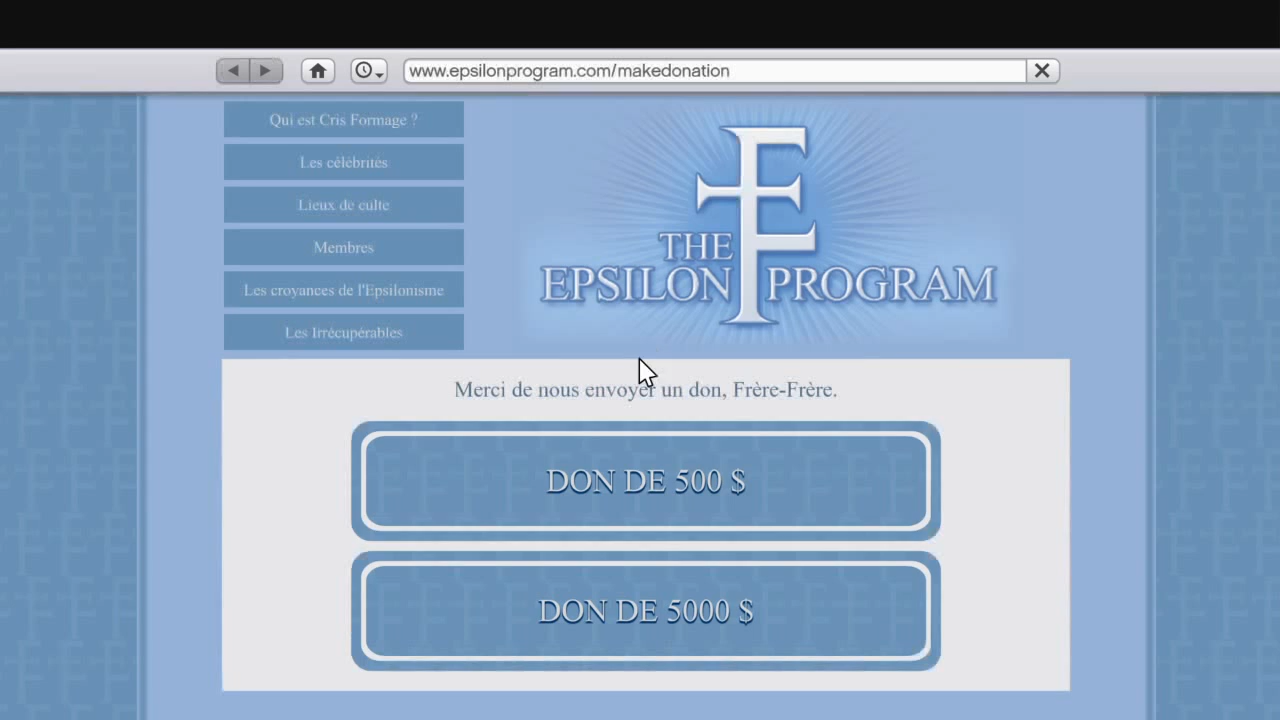 www.epsilonprogram.com/makedonation
Qui est Cris Formage ?
Les célébrités
Lieux de culte
Membres
Les croyances de l'Epsilonisme
Les Irrécupérables
THE
EPSILON PROGRAM
Merci de nous envoyer un don, Frère-Frère.
DON DE 500 $
DON DE 5000 $